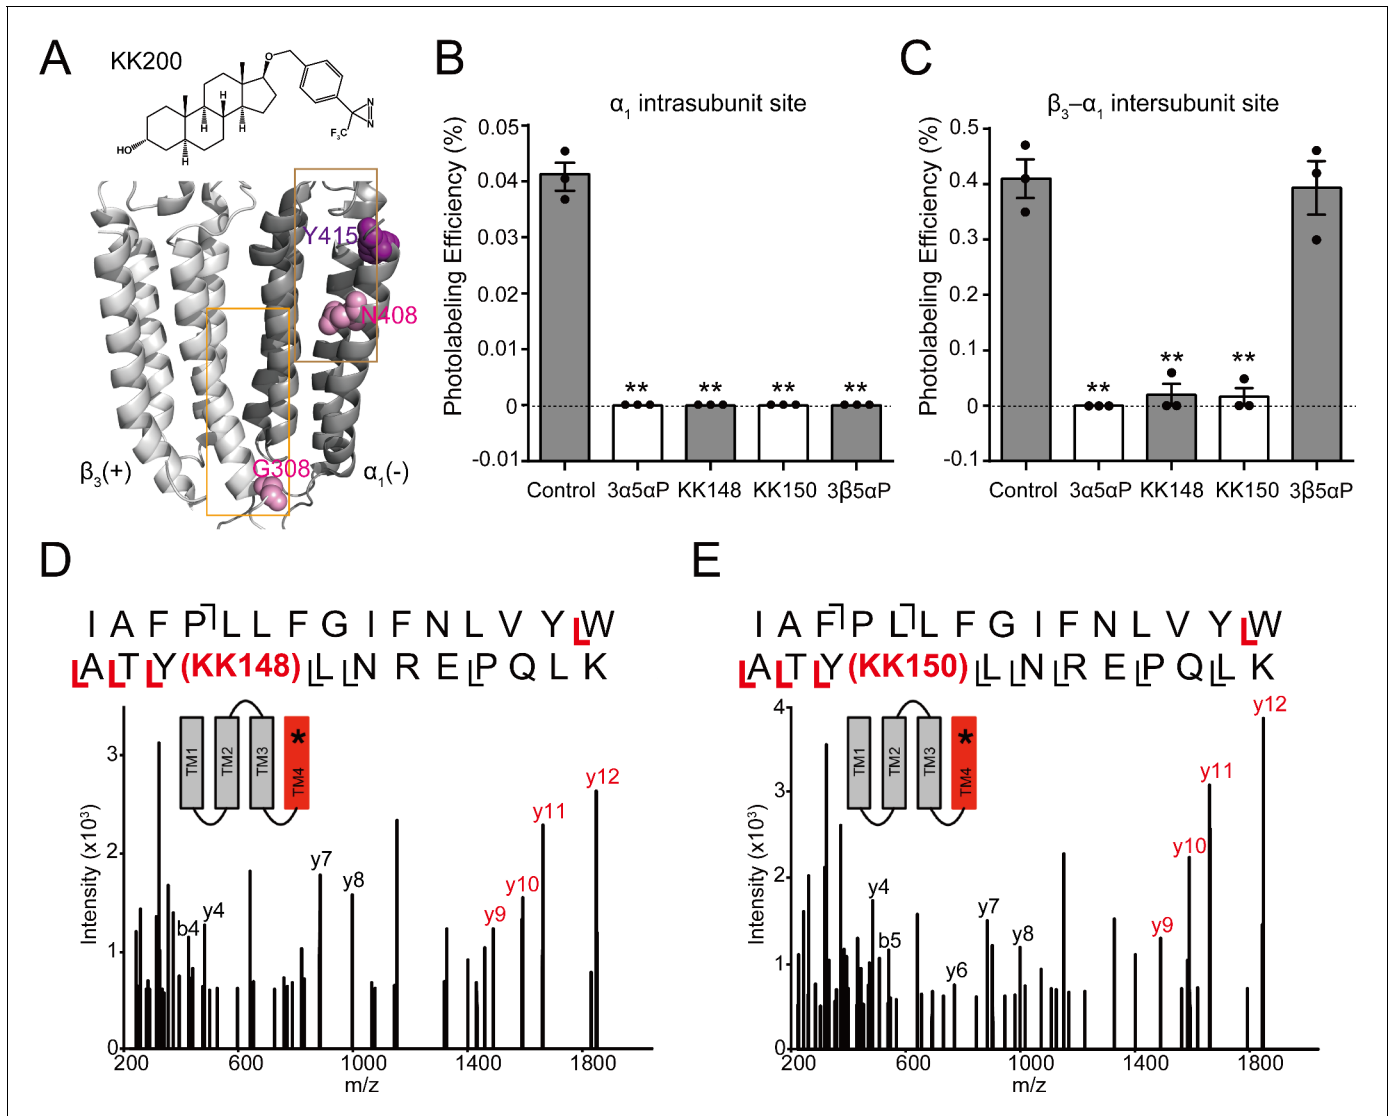 A
KK200
HO
H
H
H
H
O
N
N
F3C
Y415
N408
G308
β3(+)
α1(-)
B
α1 intrasubunit site
Photolabeling Efficiency (%)
0.05
0.04
0.03
0.02
0.01
0
-0.01
** ** ** **
Control 3α5αP KK148 KK150 3β5αP
C
β3–α1 intersubunit site
Photolabeling Efficiency (%)
0.5
0.4
0.3
0.2
0.1
0
-0.1
** ** **
Control 3α5αP KK148 KK150 3β5αP
D
I A F P L L F G I F N L V Y W
A T Y (KK148) L N R E P Q L K
TM1 TM2 TM3 TM4 *
Intensity (x10³)
3
2
1
0
b4 y4 y7 y8 y9 y10 y11 y12
200 600 1000 1400 1800
m/z
E
I A F P L L F G I F N L V Y W
A T Y (KK150) L N R E P Q L K
TM1 TM2 TM3 TM4 *
Intensity (x10³)
4
3
2
1
0
y4 b5 y6 y7 y8 y9 y10 y11 y12
200 600 1000 1400 1800
m/z